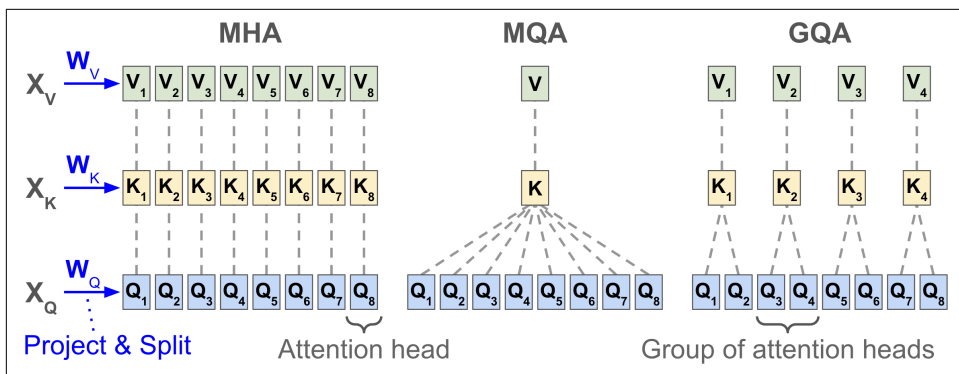 MHA MQA GQA
X_V W_V V_1 V_2 V_3 V_4 V_5 V_6 V_7 V_8 V V_1 V_2 V_3 V_4
X_K W_K K_1 K_2 K_3 K_4 K_5 K_6 K_7 K_8 K K_1 K_2 K_3 K_4
X_Q W_Q Q_1 Q_2 Q_3 Q_4 Q_5 Q_6 Q_7 Q_8 Q_1 Q_2 Q_3 Q_4 Q_5 Q_6 Q_7 Q_8 Q_1 Q_2 Q_3 Q_4 Q_5 Q_6 Q_7 Q_8
Project & Split Attention head Group of attention heads